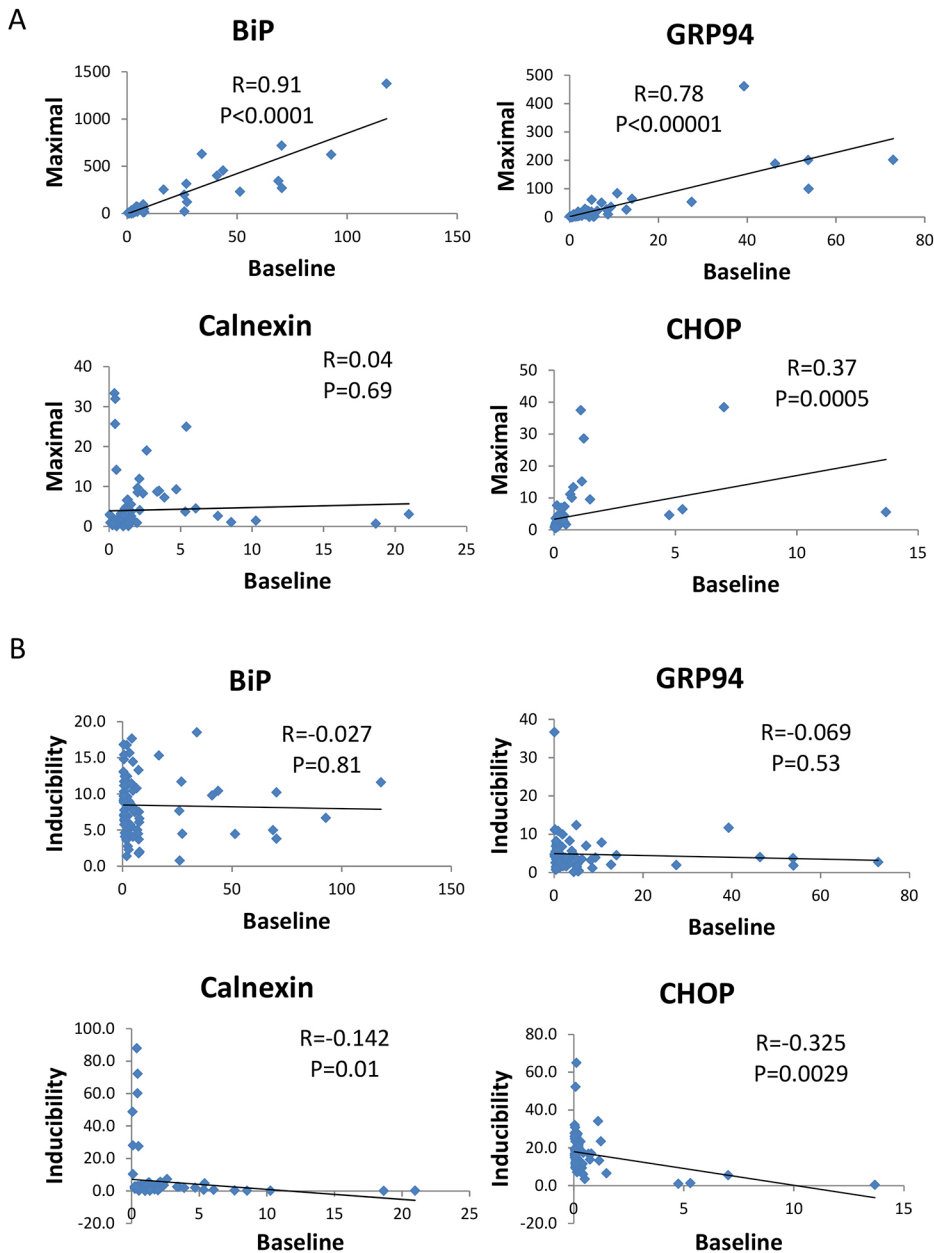 A
BiP
R=0.91
P<0.0001
Maximal
1500
1000
500
0
0 50 100 150
Baseline
GRP94
R=0.78
P<0.00001
Maximal
500
400
300
200
100
0
0 20 40 60 80
Baseline
Calnexin
R=0.04
P=0.69
Maximal
40
30
20
10
0
0 5 10 15 20 25
Baseline
CHOP
R=0.37
P=0.0005
Maximal
50
40
30
20
10
0
0 5 10 15
Baseline
B
BiP
R=-0.027
P=0.81
Inducibility
20.0
15.0
10.0
5.0
0.0
0 50 100 150
Baseline
GRP94
R=-0.069
P=0.53
Inducibility
40
30
20
10
0
0 20 40 60 80
Baseline
Calnexin
R=-0.142
P=0.01
Inducibility
100.0
80.0
60.0
40.0
20.0
0.0
-20.0
0 5 10 15 20 25
Baseline
CHOP
R=-0.325
P=0.0029
Inducibility
80.0
60.0
40.0
20.0
0.0
-20.0
0 5 10 15
Baseline